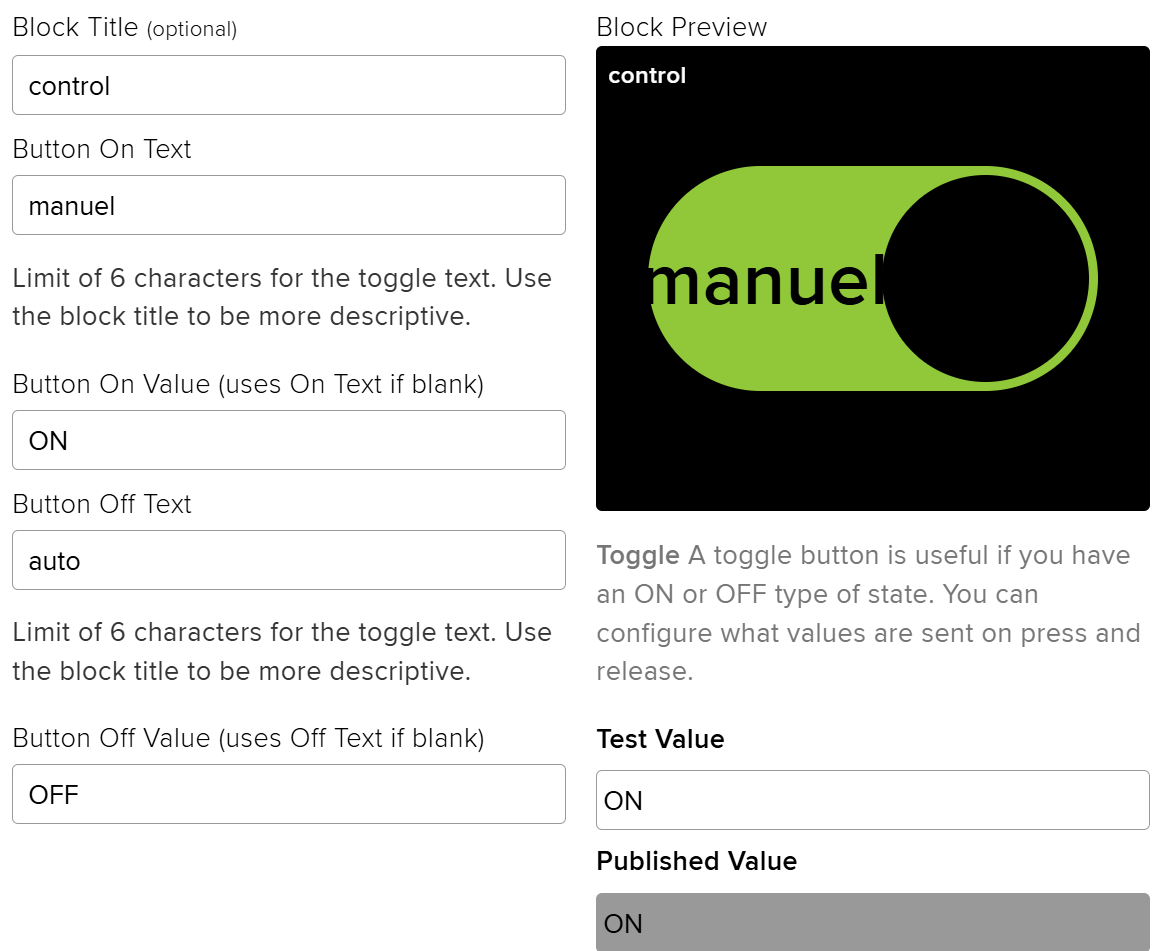 Block Title (optional)
control
Button On Text
manuel
Limit of 6 characters for the toggle text. Use
the block title to be more descriptive.
Button On Value (uses On Text if blank)
ON
Button Off Text
auto
Limit of 6 characters for the toggle text. Use
the block title to be more descriptive.
Button Off Value (uses Off Text if blank)
OFF
Block Preview
control
manuel
Toggle A toggle button is useful if you have
an ON or OFF type of state. You can
configure what values are sent on press and
release.
Test Value
ON
Published Value
ON